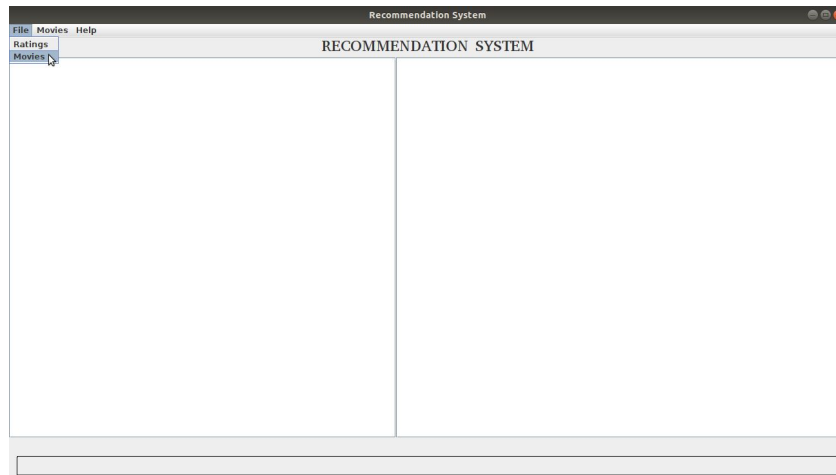 Recommendation System
File Movies Help
RECOMMENDATION SYSTEM
Ratings
Movies